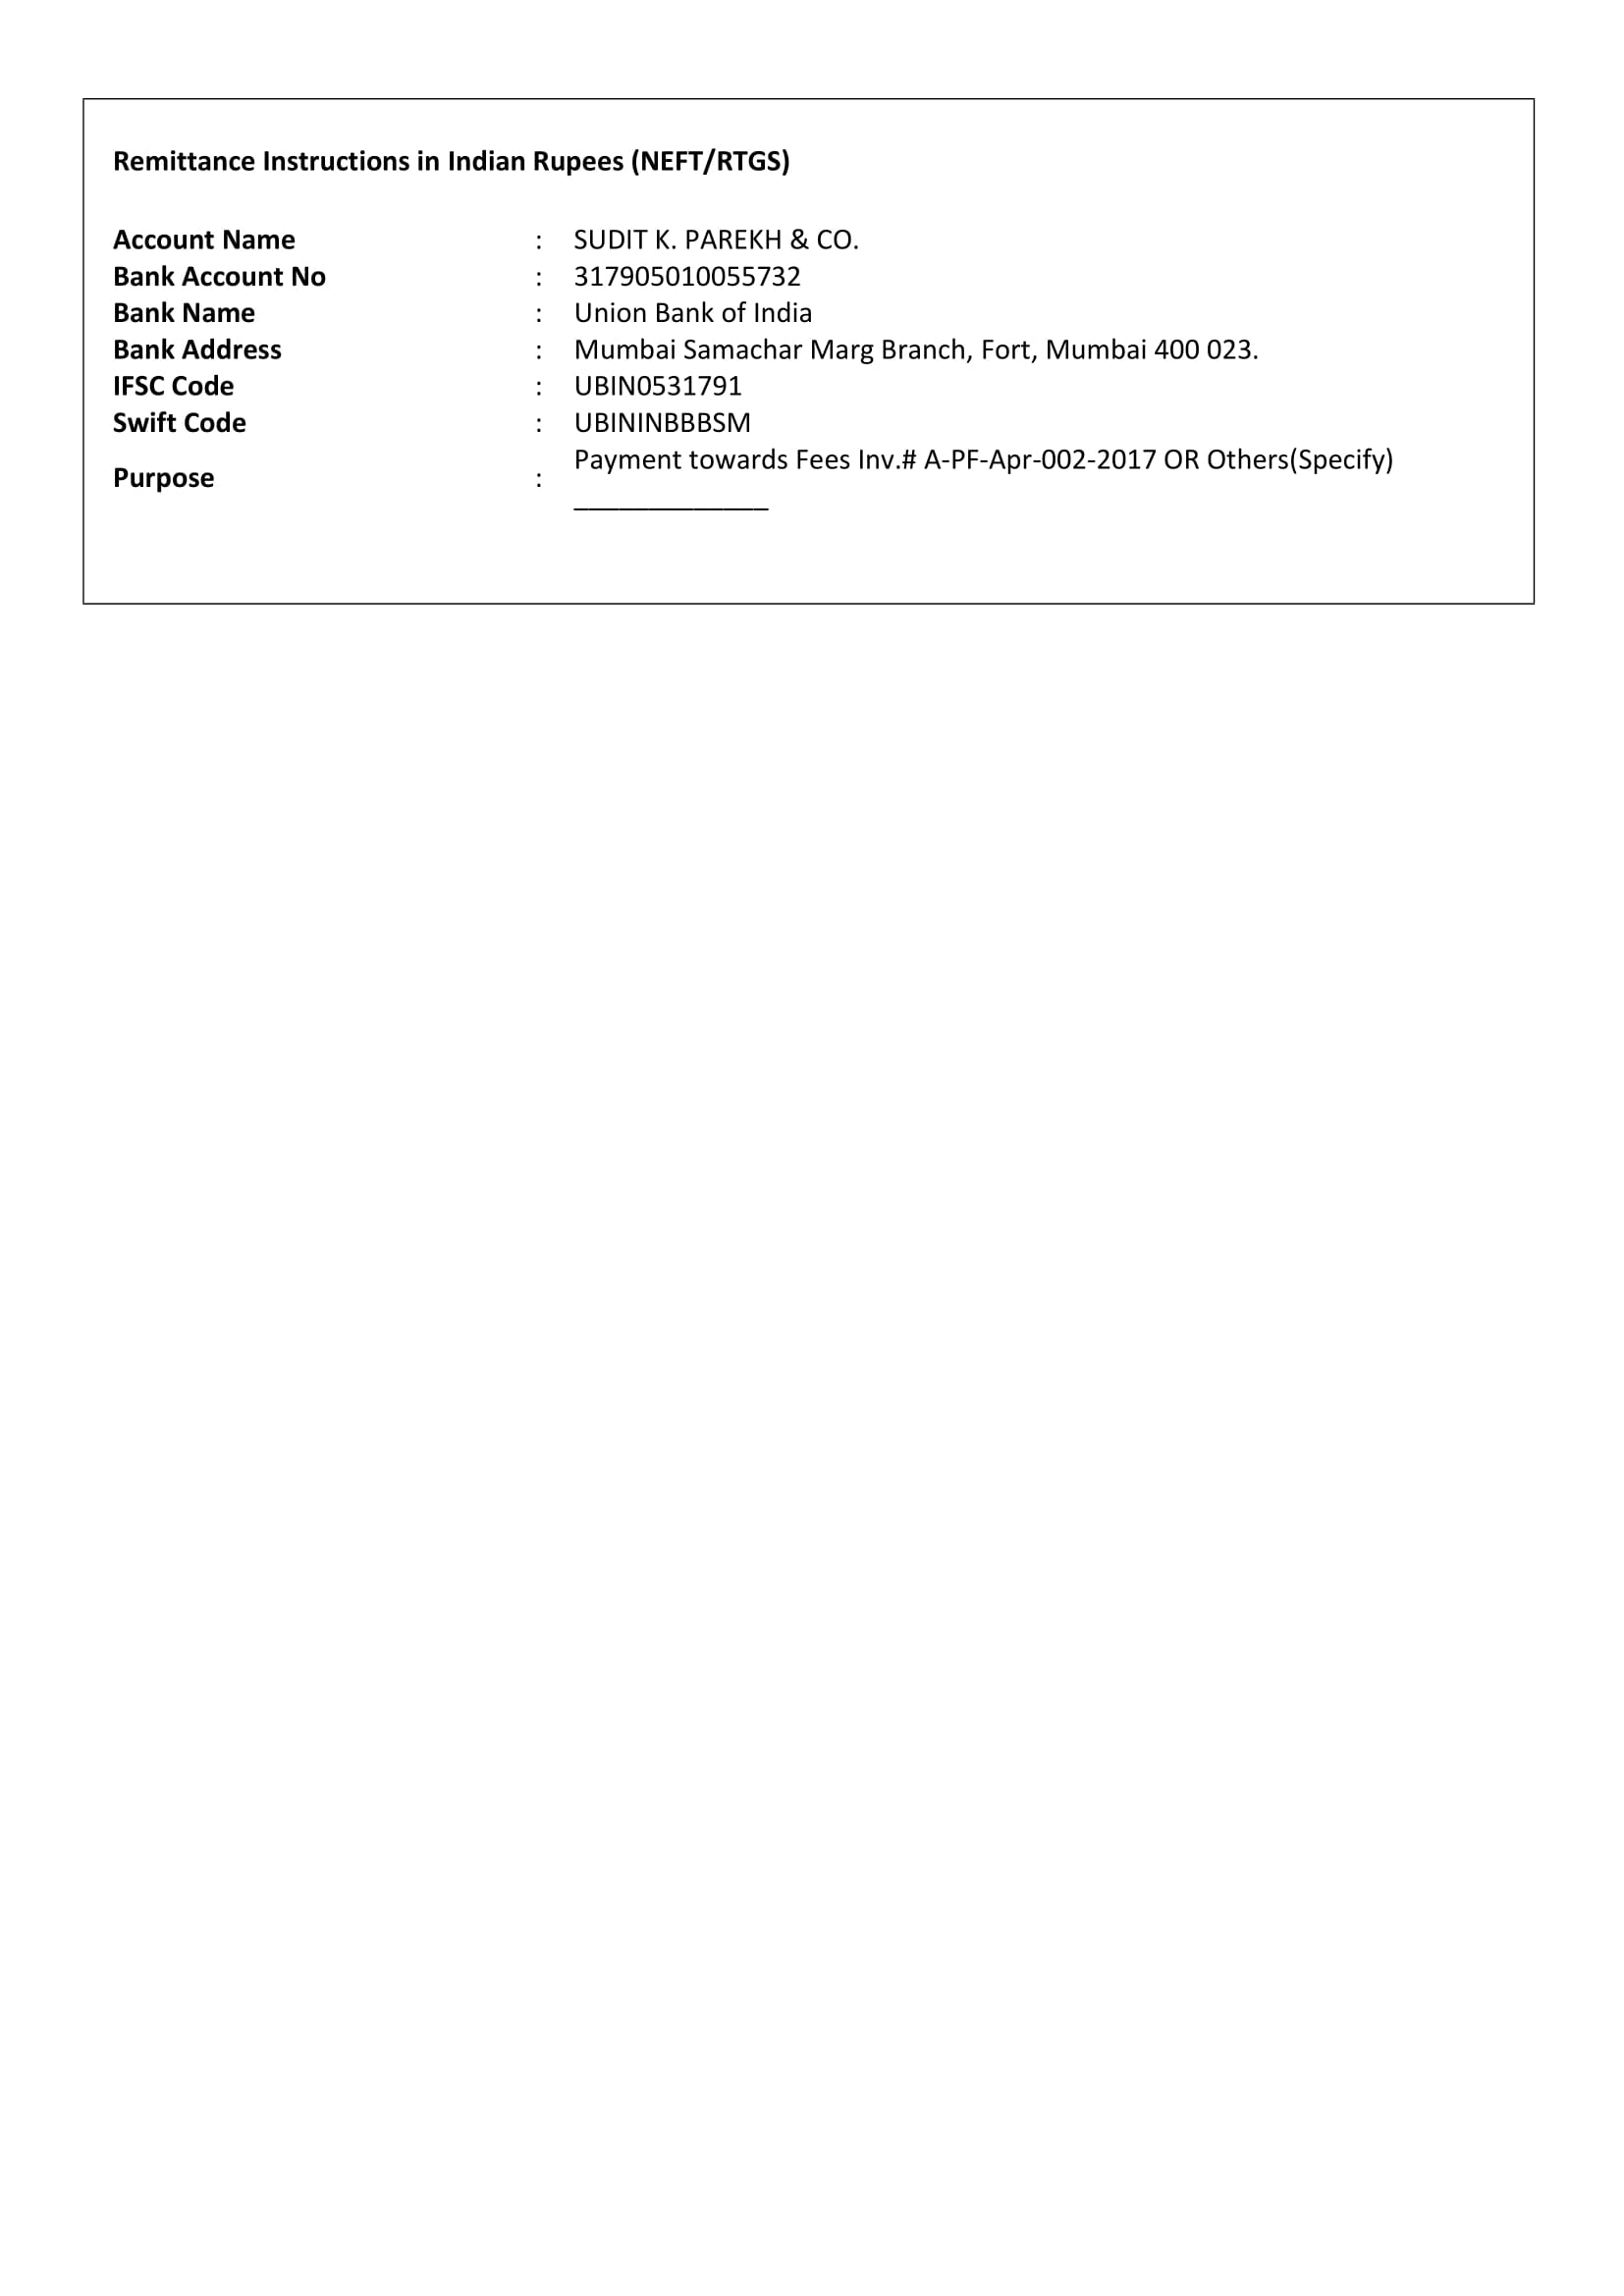 Remittance Instructions in Indian Rupees (NEFT/RTGS)
Account Name : SUDIT K. PAREKH & CO.
Bank Account No : 317905010055732
Bank Name : Union Bank of India
Bank Address : Mumbai Samachar Marg Branch, Fort, Mumbai 400 023.
IFSC Code : UBIN0531791
Swift Code : UBININBBBSM
Purpose : Payment towards Fees Inv.# A-PF-Apr-002-2017 OR Others(Specify)
_____________